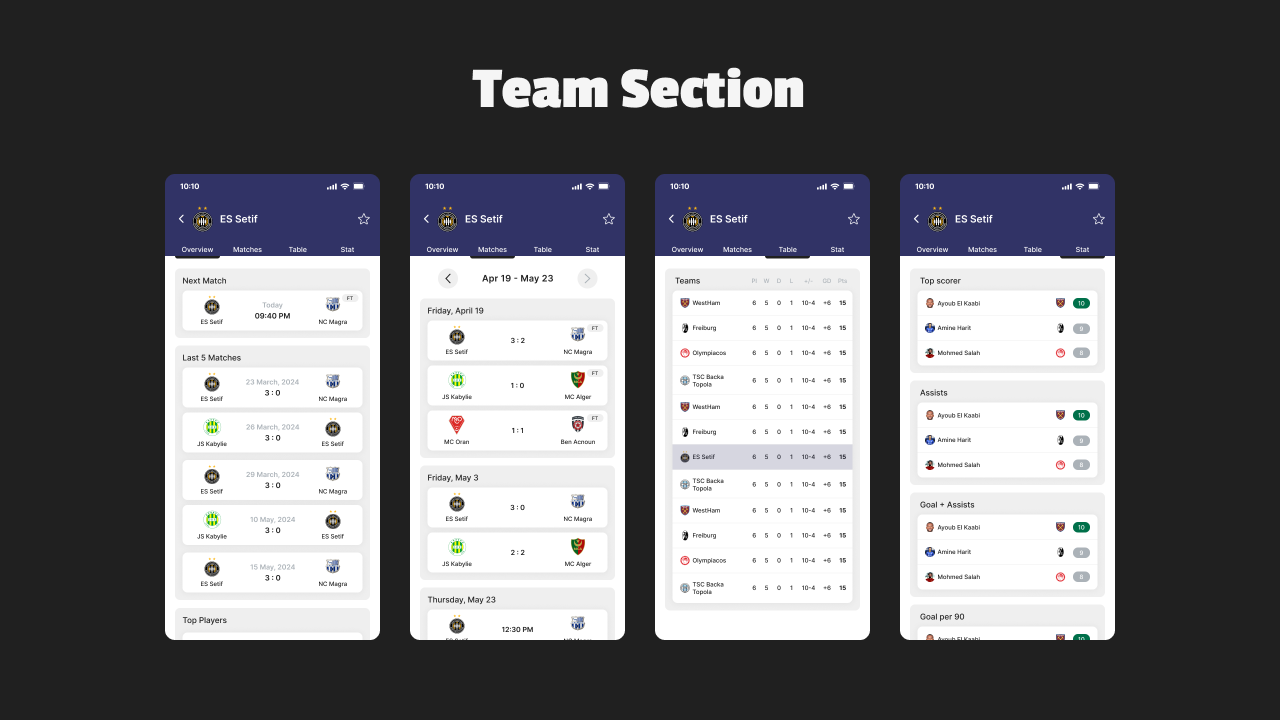 Team Section
10:10
ES Setif
Overview Matches Table Stat
Next Match
Today
FT
09:40 PM
ES Setif NC Magra
Last 5 Matches
23 March, 2024
3 : 0
ES Setif NC Magra
26 March, 2024
3 : 0
JS Kabylie ES Setif
29 March, 2024
3 : 0
ES Setif NC Magra
10 May, 2024
3 : 0
JS Kabylie ES Setif
15 May, 2024
3 : 0
ES Setif NC Magra
Top Players
10:10
ES Setif
Overview Matches Table Stat
Apr 19 - May 23
Friday, April 19
FT
3 : 2
ES Setif NC Magra
FT
1 : 0
JS Kabylie MC Alger
FT
1 : 1
MC Oran Ben Acnoun
Friday, May 3
3 : 0
ES Setif NC Magra
2 : 2
JS Kabylie MC Alger
Thursday, May 23
12:30 PM
ES Setif NC Magra
10:10
ES Setif
Overview Matches Table Stat
Teams Pl W D L +/- GD Pts
WestHam 6 5 0 1 10-4 +6 15
Freiburg 6 5 0 1 10-4 +6 15
Olympiacos 6 5 0 1 10-4 +6 15
TSC Backa
Topola 6 5 0 1 10-4 +6 15
WestHam 6 5 0 1 10-4 +6 15
Freiburg 6 5 0 1 10-4 +6 15
ES Setif 6 5 0 1 10-4 +6 15
TSC Backa
Topola 6 5 0 1 10-4 +6 15
WestHam 6 5 0 1 10-4 +6 15
Freiburg 6 5 0 1 10-4 +6 15
Olympiacos 6 5 0 1 10-4 +6 15
TSC Backa
Topola 6 5 0 1 10-4 +6 15
10:10
ES Setif
Overview Matches Table Stat
Top scorer
Ayoub El Kaabi 10
Amine Harit 9
Mohmed Salah 8
Assists
Ayoub El Kaabi 10
Amine Harit 9
Mohmed Salah 8
Goal + Assists
Ayoub El Kaabi 10
Amine Harit 9
Mohmed Salah 8
Goal per 90
Ayoub El Kaabi 10